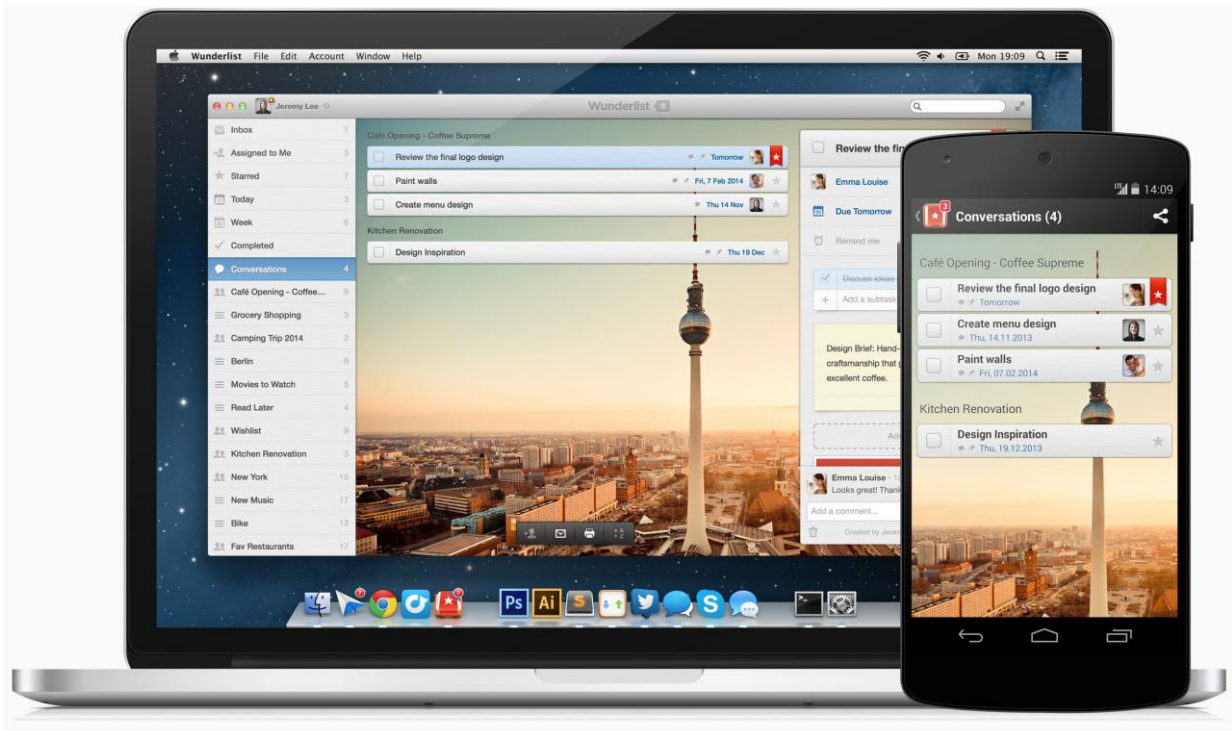 Wunderlist File Edit Account Window Help
Mon 19:09
Jeremy Lee
Wunderlist
Inbox 7
Assigned to Me 3
Starred 7
Today 3
Week 6
Completed
Conversations 4
Café Opening - Coffee... 9
Grocery Shopping 3
Camping Trip 2014 2
Berlin 9
Movies to Watch 5
Read Later 4
Wishlist 9
Kitchen Renovation 3
New York 10
New Music 17
Bike 13
Fav Restaurants 17
Café Opening - Coffee Supreme
Review the final logo design Tomorrow
Paint walls Fri, 7 Feb 2014
Create menu design Thu 14 Nov
Kitchen Renovation
Design Inspiration Thu 19 Dec
Review the fin
Emma Louise
Due Tomorrow
Remind me
Discuss ideas
Add a subtask
Design Brief: Hand-
craftsmanship that
excellent coffee.
Emma Louise
Looks great! Thank
Add a comment...
Created by Jerem
Ps Ai S
14:09
3
Conversations (4)
Café Opening - Coffee Supreme
Review the final logo design
Tomorrow
Create menu design
Thu, 14.11.2013
Paint walls
Fri, 07.02.2014
Kitchen Renovation
Design Inspiration
Thu, 19.12.2013